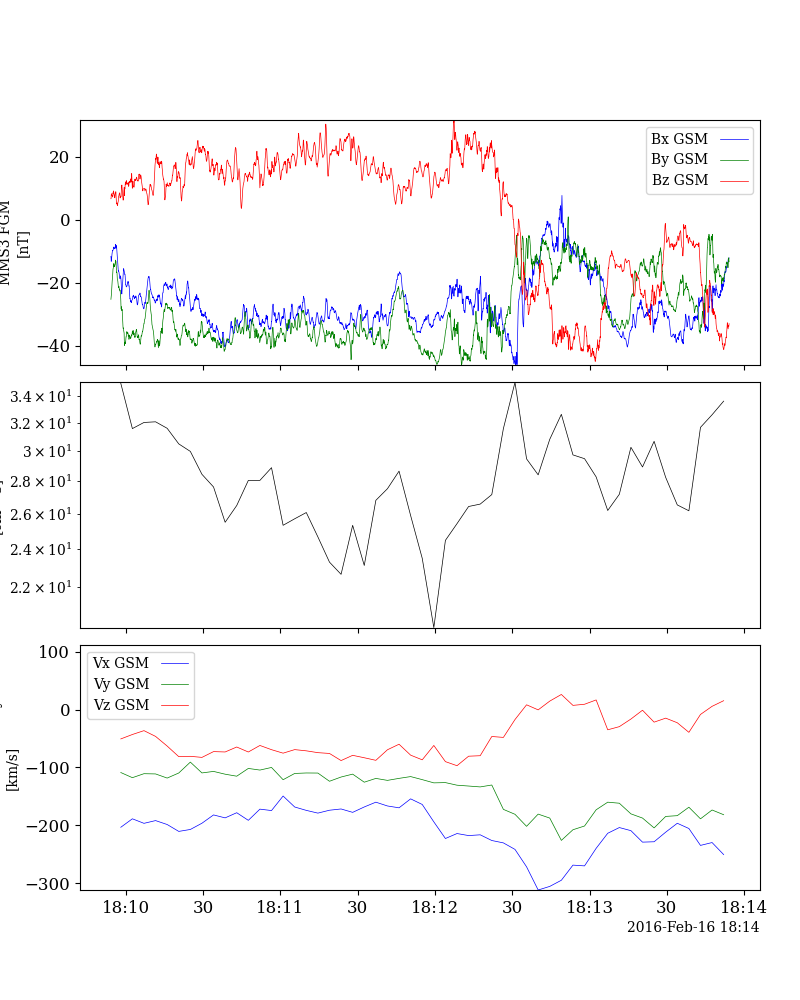 MMS3 FGM
[nT]
20
0
−20
−40
Bx GSM
By GSM
Bz GSM
3.4 × 10¹
3.2 × 10¹
3 × 10¹
2.8 × 10¹
2.6 × 10¹
2.4 × 10¹
2.2 × 10¹
[km/s]
100
0
−100
−200
−300
Vx GSM
Vy GSM
Vz GSM
18:10 30 18:11 30 18:12 30 18:13 30 18:14
2016-Feb-16 18:14